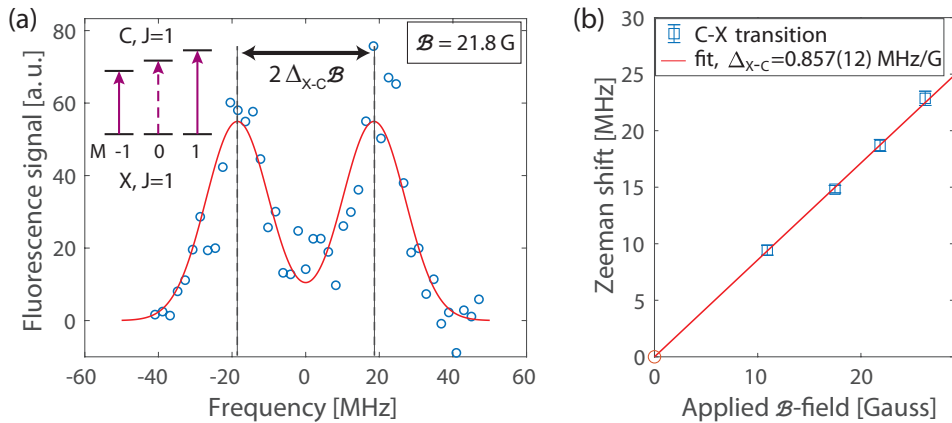 (a)
Fluorescence signal [a. u.]
80
60
40
20
0
-60
-40
-20
0
20
40
60
Frequency [MHz]
C, J=1
M -1 0 1
X, J=1
2 Δ_X-C ℬ
ℬ = 21.8 G
(b)
Zeeman shift [MHz]
30
25
20
15
10
5
0
0
10
20
Applied ℬ-field [Gauss]
C-X transition
fit, Δ_X-C=0.857(12) MHz/G